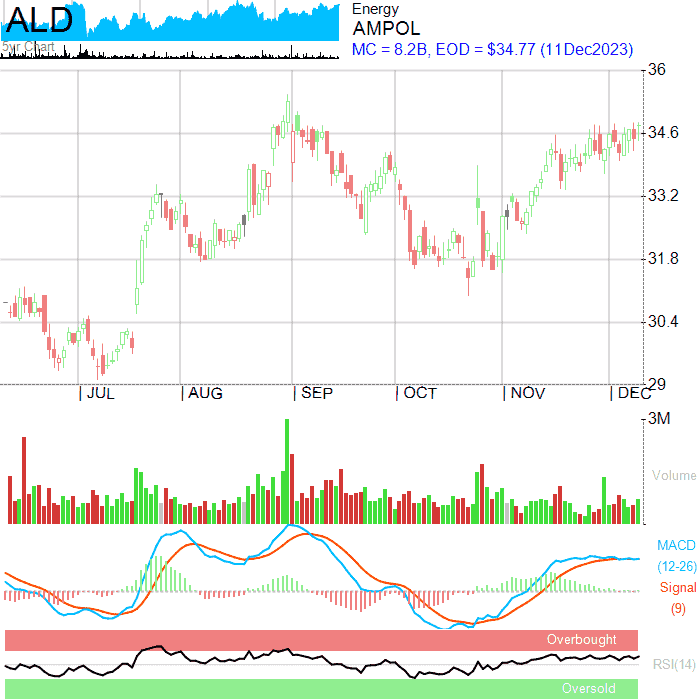 ALD
5yr Chart
Energy
AMPOL
MC = 8.2B, EOD = $34.77 (11Dec2023)
36
34.6
33.2
31.8
30.4
29
JUL
AUG
SEP
OCT
NOV
DEC
3M
Volume
MACD
(12-26)
Signal
(9)
Overbought
RSI(14)
Oversold